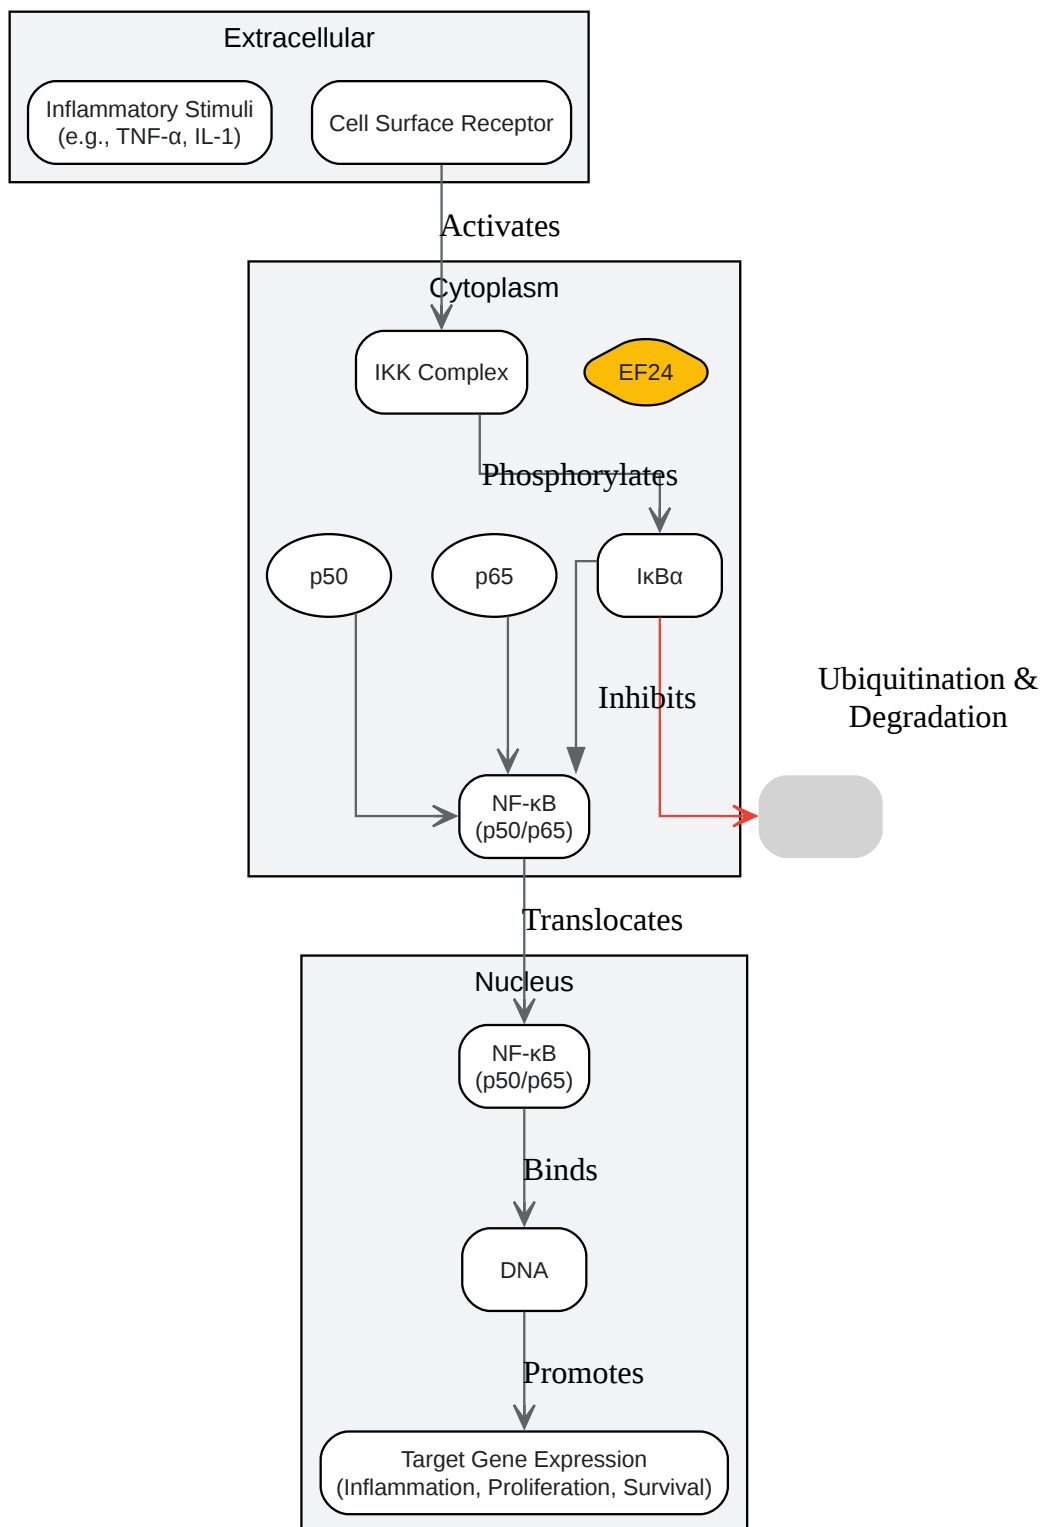 Extracellular
Inflammatory Stimuli
(e.g., TNF-α, IL-1)
Cell Surface Receptor
Activates
Cytoplasm
IKK Complex
EF24
Phosphorylates
p50
p65
IκBα
Inhibits
Ubiquitination &
Degradation
NF-κB
(p50/p65)
Translocates
Nucleus
NF-κB
(p50/p65)
Binds
DNA
Promotes
Target Gene Expression
(Inflammation, Proliferation, Survival)